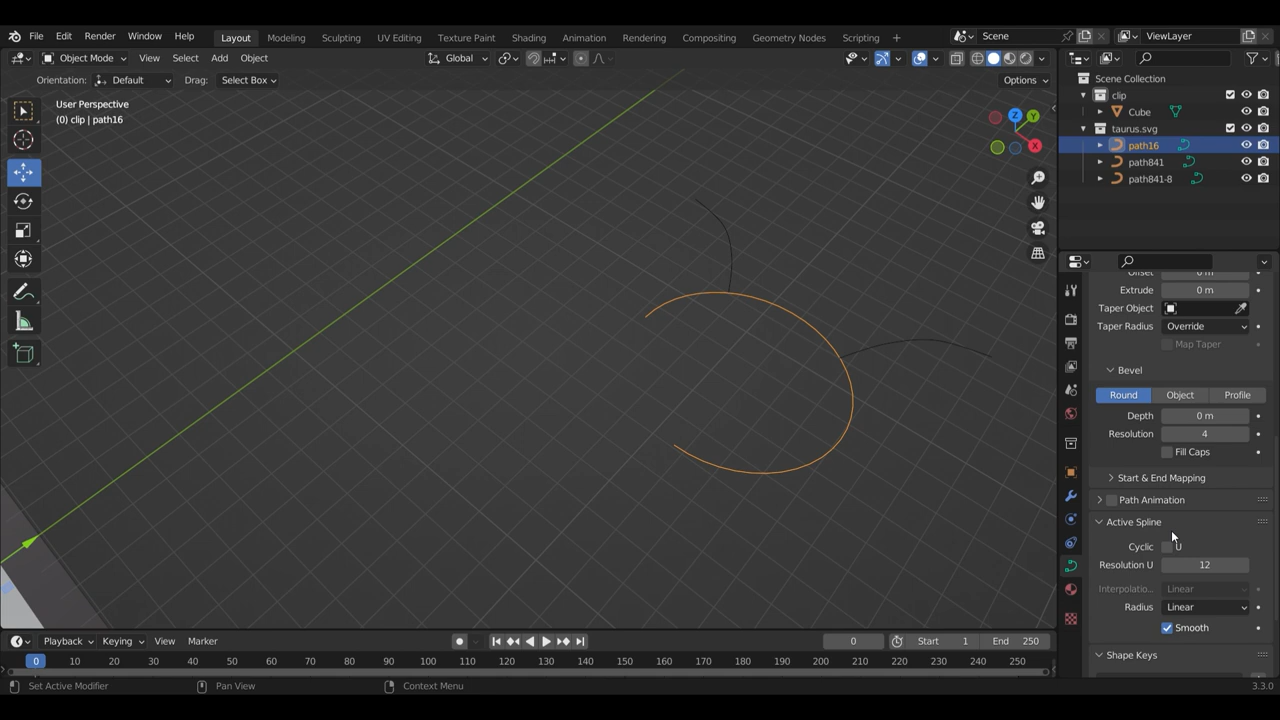 File Edit Render Window Help Layout Modeling Sculpting UV Editing Texture Paint Shading Animation Rendering Compositing Geometry Nodes Scripting + Scene ViewLayer
Object Mode View Select Add Object Global
Orientation: Default Drag: Select Box Options
User Perspective
(0) clip | path16
Z Y X
Scene Collection
clip
Cube
taurus.svg
path16
path841
path841-8
Offset 0 m
Extrude 0 m
Taper Object
Taper Radius Override
Map Taper
Bevel
Round Object Profile
Depth 0 m
Resolution 4
Fill Caps
Start & End Mapping
Path Animation
Active Spline
Cyclic U
Resolution U 12
Interpolatio... Linear
Radius Linear
Smooth
Shape Keys
Playback Keying View Marker 0 Start 1 End 250
0 10 20 30 40 50 60 70 80 90 100 110 120 130 140 150 160 170 180 190 200 210 220 230 240 250
Set Active Modifier Pan View Context Menu 3.3.0